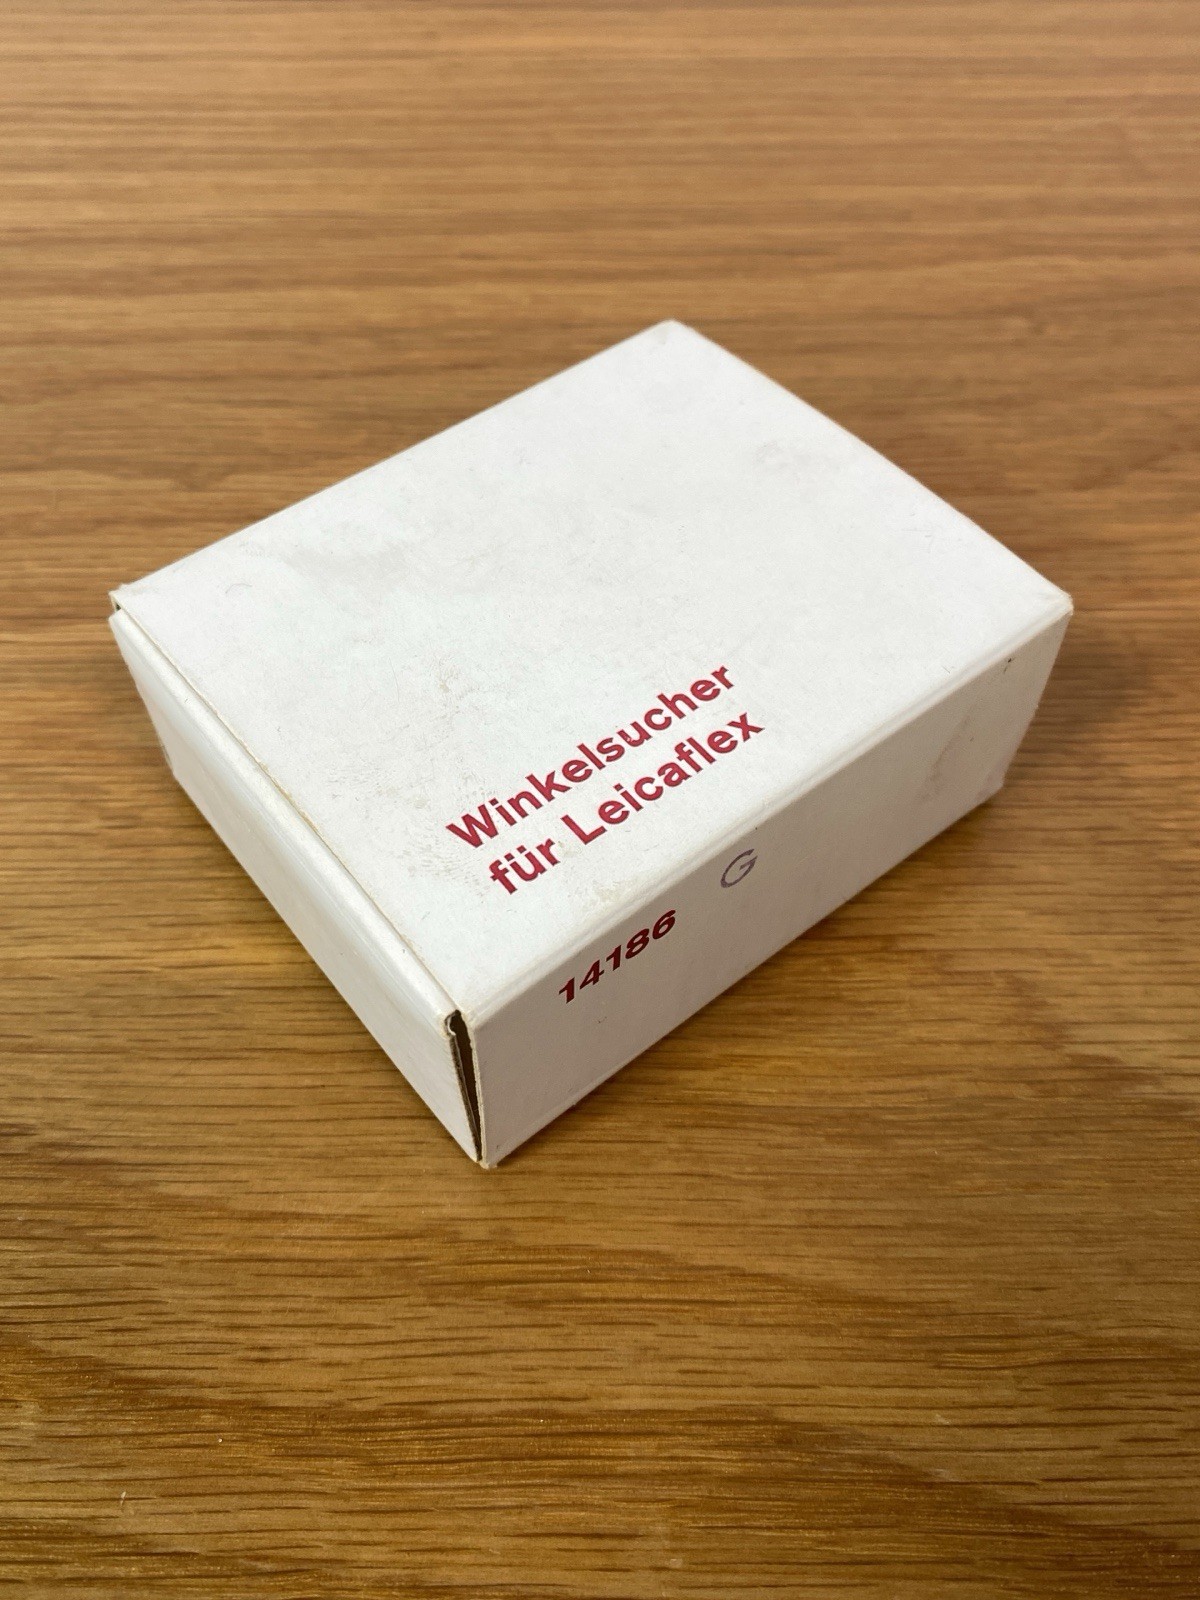 Winkelsucher
für Leicaflex
14186
G